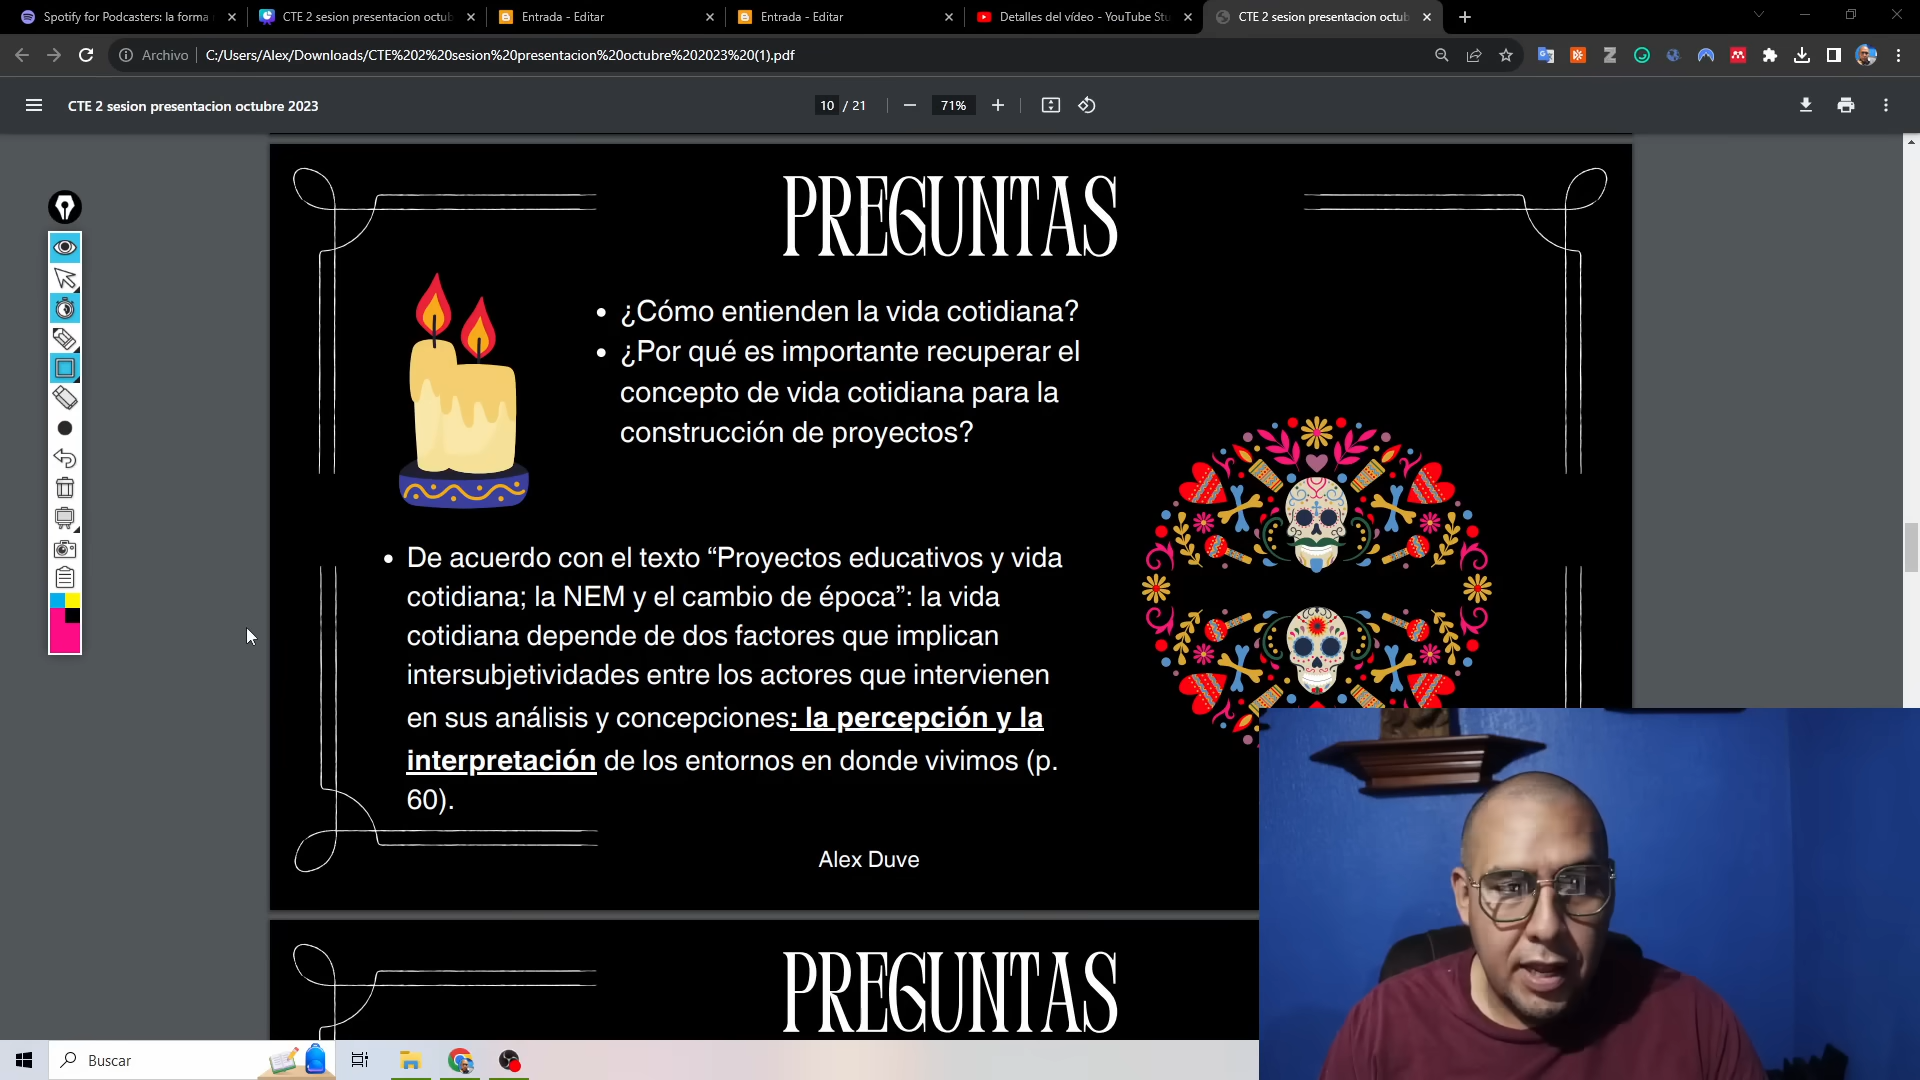 Spotify for Podcasters: la forma
CTE 2 sesion presentacion octub
Entrada - Editar
Entrada - Editar
Detalles del vídeo - YouTube Stu
CTE 2 sesion presentacion octub
Archivo
C:/Users/Alex/Downloads/CTE%202%20sesion%20presentacion%20octubre%202023%20(1).pdf
CTE 2 sesion presentacion octubre 2023
10 / 21
71%
PREGUNTAS
• ¿Cómo entienden la vida cotidiana?
• ¿Por qué es importante recuperar el
concepto de vida cotidiana para la
construcción de proyectos?
• De acuerdo con el texto “Proyectos educativos y vida
cotidiana; la NEM y el cambio de época”: la vida
cotidiana depende de dos factores que implican
intersubjetividades entre los actores que intervienen
en sus análisis y concepciones: la percepción y la
interpretación de los entornos en donde vivimos (p.
60).
Alex Duve
PREGUNTAS
Buscar